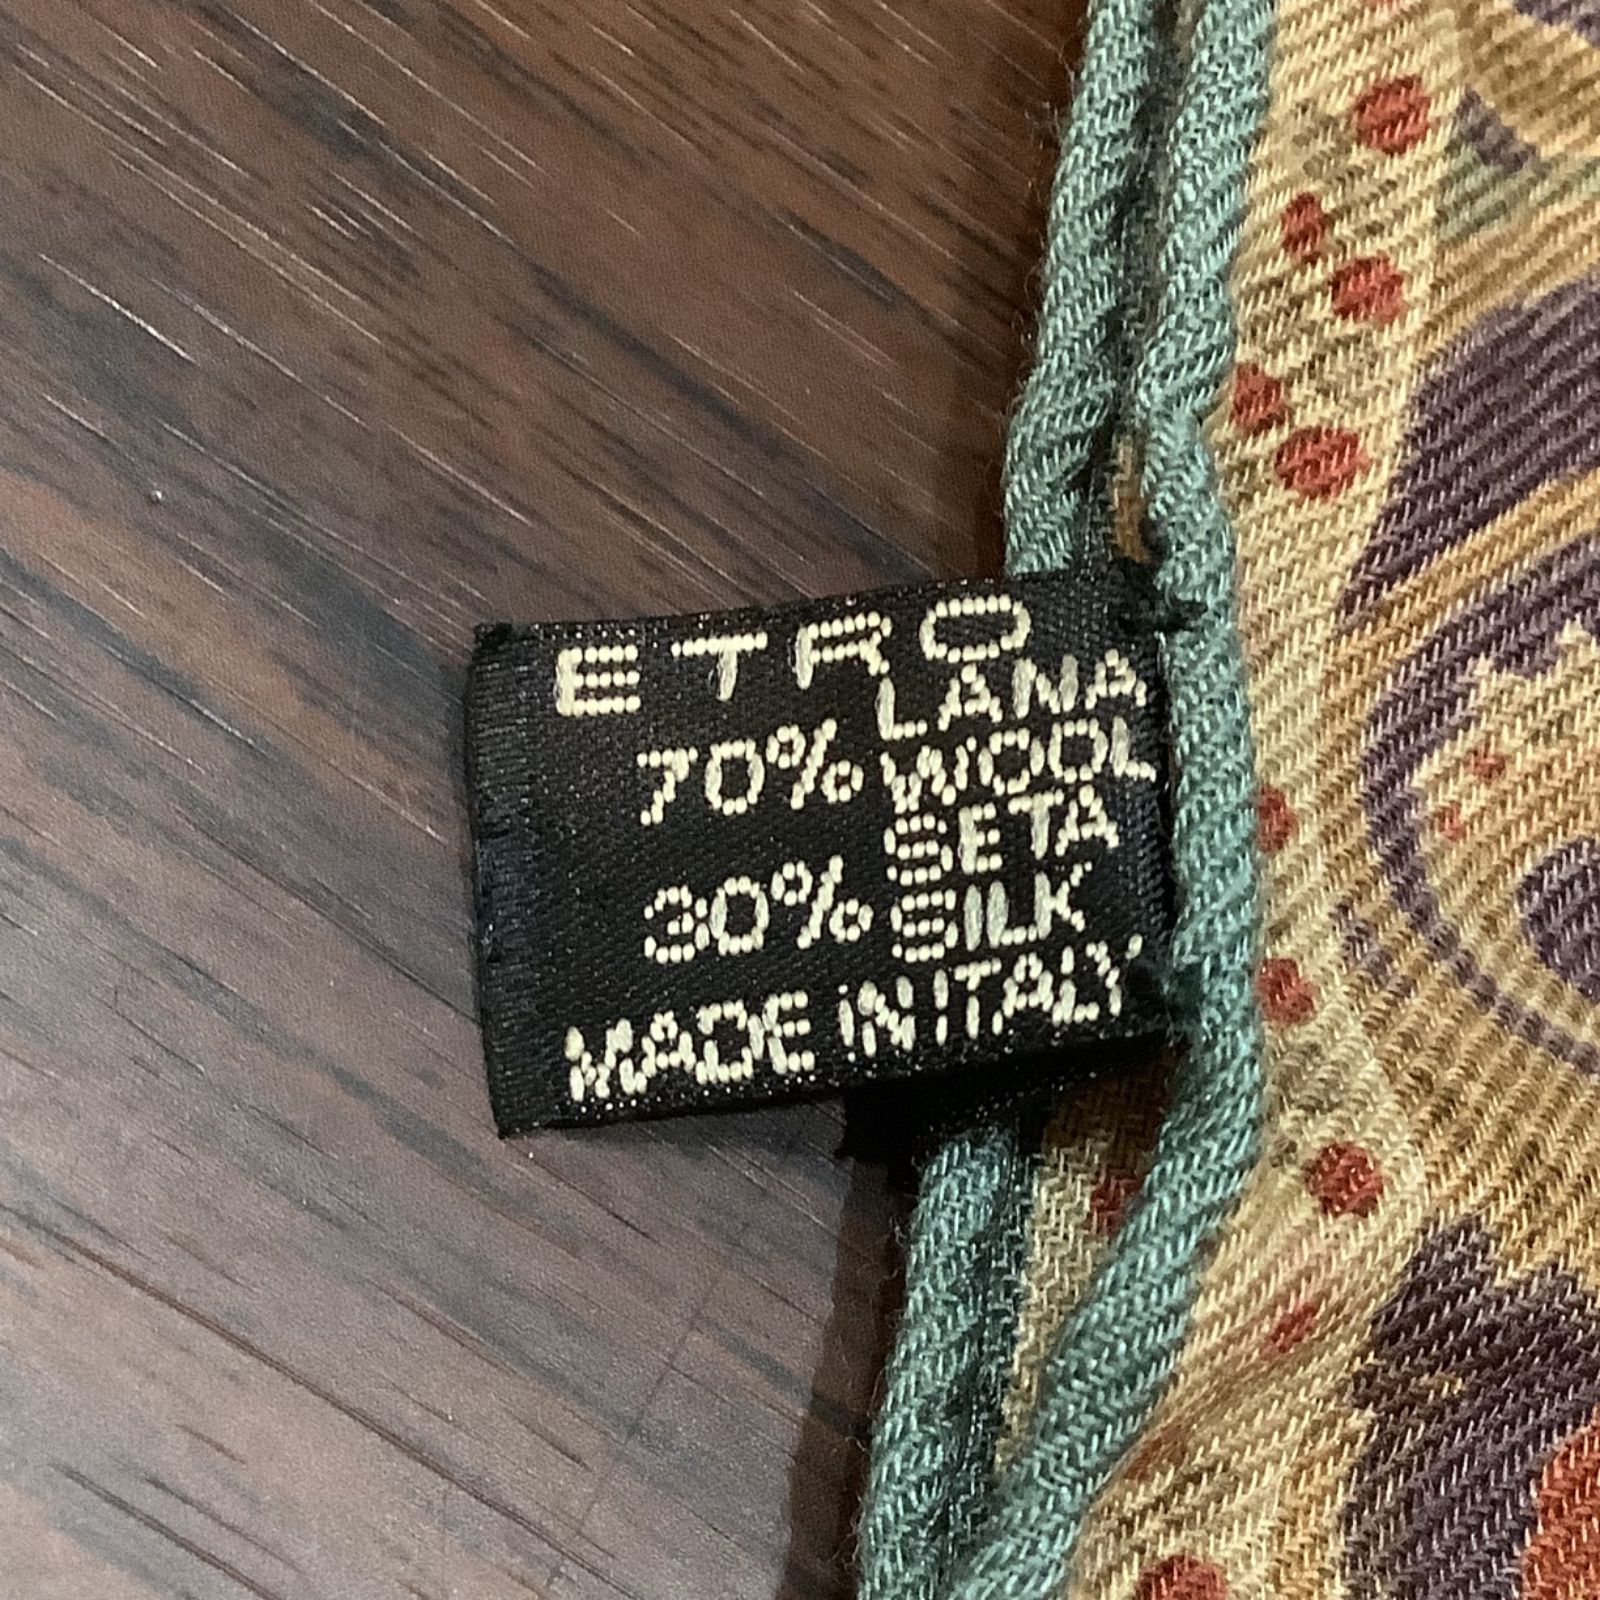 ETRO
LANA
70% WOOL
SETA
30% SILK
MADE IN ITALY